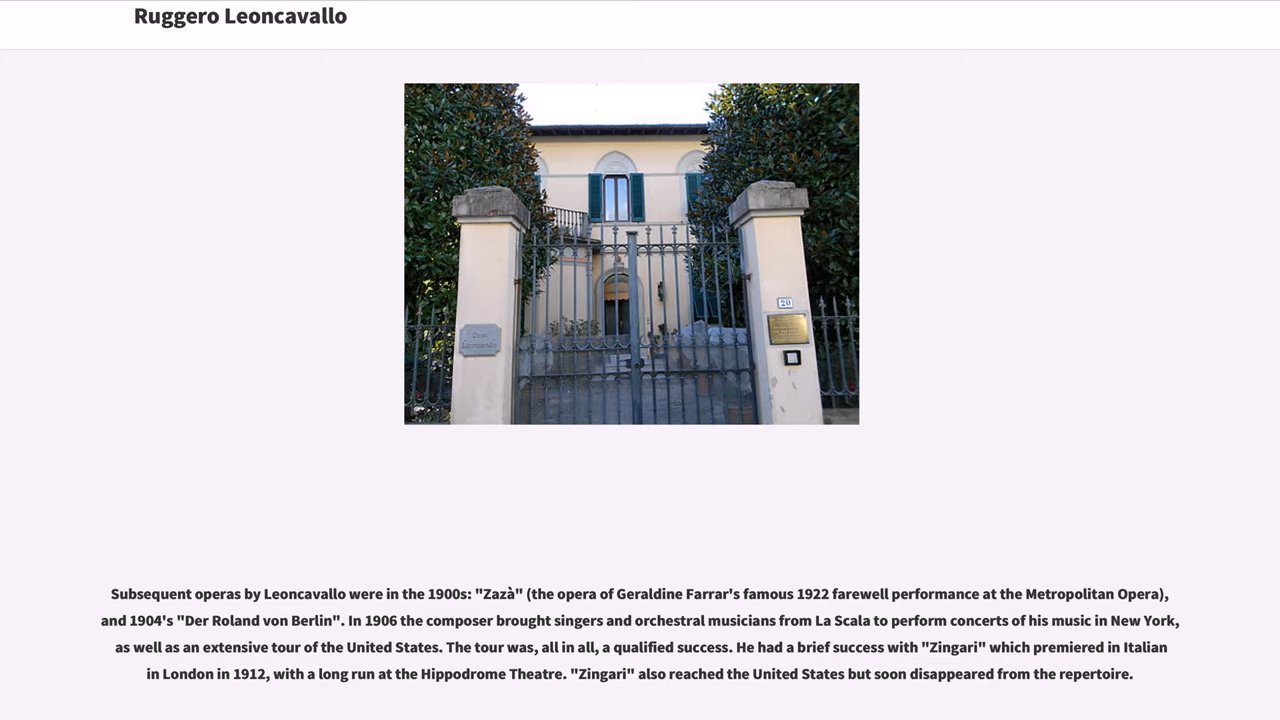 Ruggero Leoncavallo
Casa
Leoncavallo
20
Subsequent operas by Leoncavallo were in the 1900s: "Zazà" (the opera of Geraldine Farrar's famous 1922 farewell performance at the Metropolitan Opera),
and 1904's "Der Roland von Berlin". In 1906 the composer brought singers and orchestral musicians from La Scala to perform concerts of his music in New York,
as well as an extensive tour of the United States. The tour was, all in all, a qualified success. He had a brief success with "Zingari" which premiered in Italian
in London in 1912, with a long run at the Hippodrome Theatre. "Zingari" also reached the United States but soon disappeared from the repertoire.